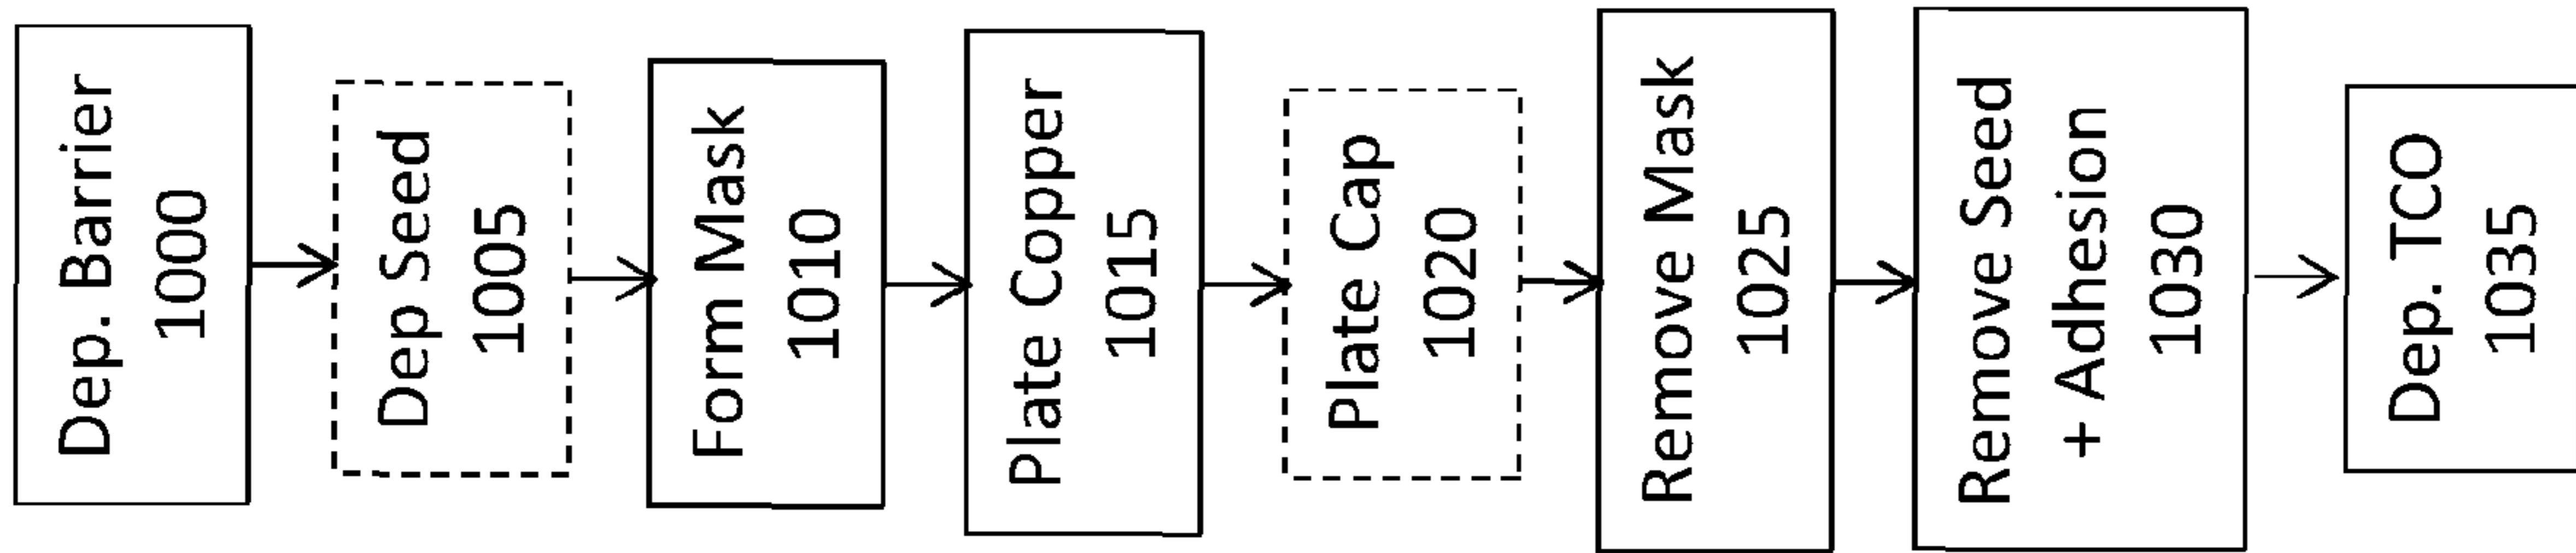 Dep. Barrier
1000
Dep Seed
1005
Form Mask
1010
Plate Copper
1015
Plate Cap
1020
Remove Mask
1025
Remove Seed
+ Adhesion
1030
Dep. TCO
1035